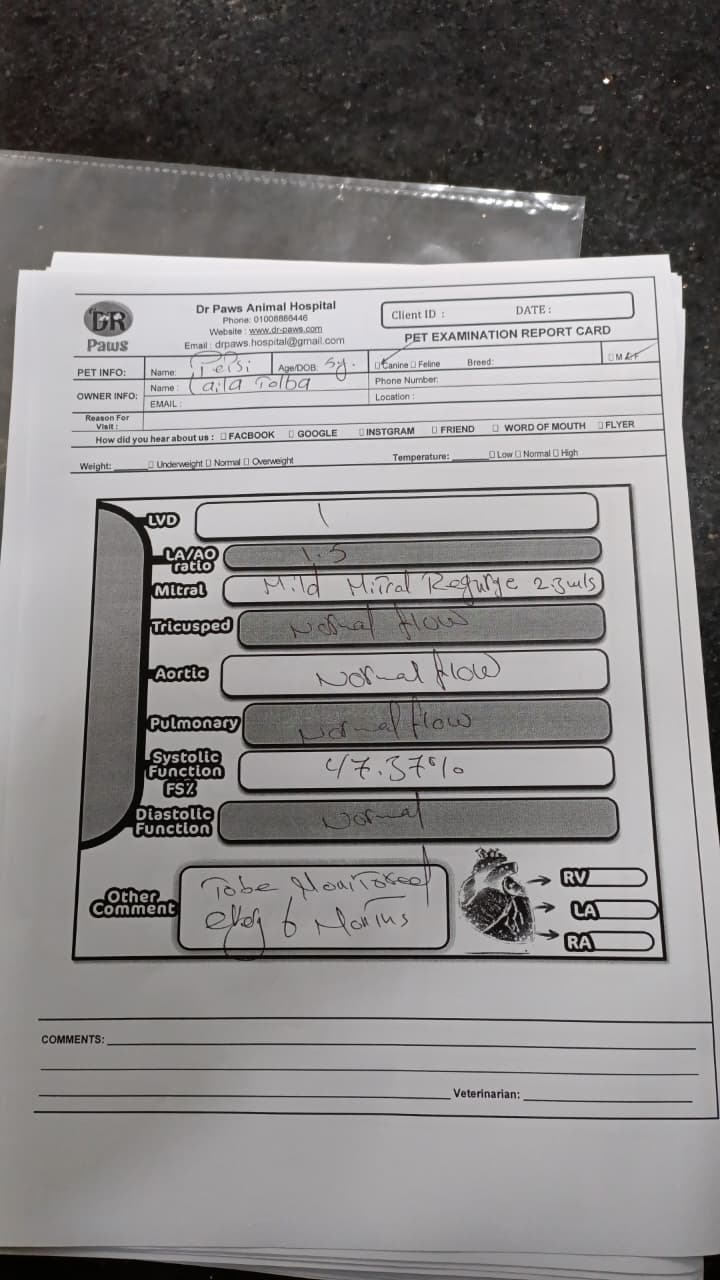 DR
Paws
Dr Paws Animal Hospital
Phone: 01008866446
Website : www.dr-paws.com
Email : drpaws.hospital@gmail.com
Client ID : DATE :
PET EXAMINATION REPORT CARD
PET INFO: Name: Age/DOB: 5y. Canine Feline Breed: M F
OWNER INFO: Name : Laila Tolba Phone Number:
EMAIL : Location :
Reason For Visit :
How did you hear about us : FACBOOK GOOGLE INSTGRAM FRIEND WORD OF MOUTH FLYER
Weight: Underweight Normal Overweight Temperature: Low Normal High
LVD
LA/AO ratio 1.5
Mitral Mild Mitral Regurge
Tricusped Normal flow
Aortic Normal flow
Pulmonary Normal flow
Systolic Function FS% 47.37%
Diastolic Function Normal
Other Comment To be Monitored
every 6 Months
RV
LA
RA
COMMENTS:
Veterinarian: